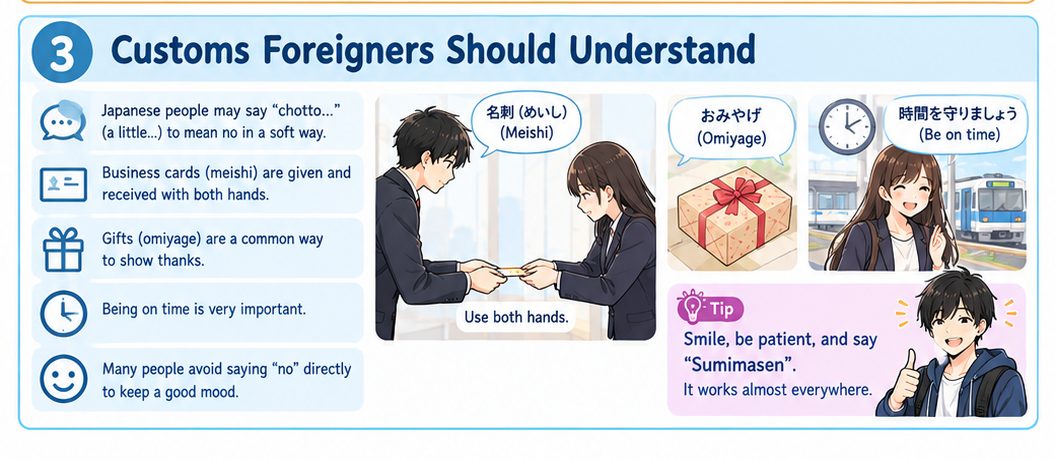 3
Customs Foreigners Should Understand
Japanese people may say “chotto...”
(a little...) to mean no in a soft way.
Business cards (meishi) are given and
received with both hands.
Gifts (omiyage) are a common way
to show thanks.
Being on time is very important.
Many people avoid saying “no” directly
to keep a good mood.
名刺 (めいし)
(Meishi)
Use both hands.
おみやげ
(Omiyage)
時間を守りましょう
(Be on time)
Tip
Smile, be patient, and say
“Sumimasen”.
It works almost everywhere.